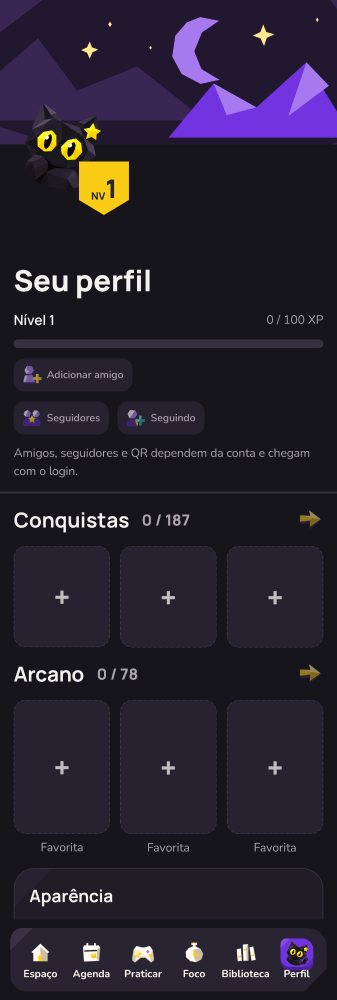 NV 1
Seu perfil
Nível 1 0 / 100 XP
Adicionar amigo
Seguidores Seguindo
Amigos, seguidores e QR dependem da conta e chegam
com o login.
Conquistas 0 / 187
+ + +
Arcano 0 / 78
+ + +
Favorita Favorita Favorita
Aparência
Espaço Agenda Praticar Foco Biblioteca Perfil